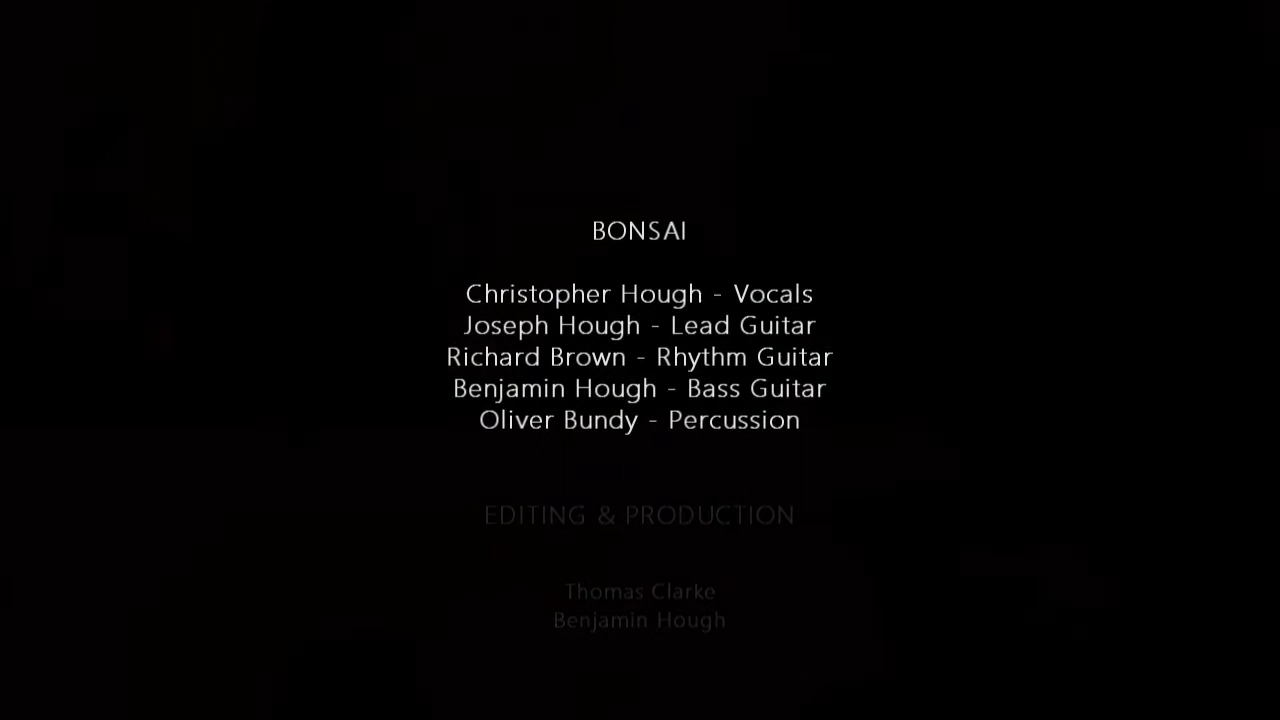 BONSAI
Christopher Hough - Vocals
Joseph Hough - Lead Guitar
Richard Brown - Rhythm Guitar
Benjamin Hough - Bass Guitar
Oliver Bundy - Percussion
EDITING & PRODUCTION
Thomas Clarke
Benjamin Hough